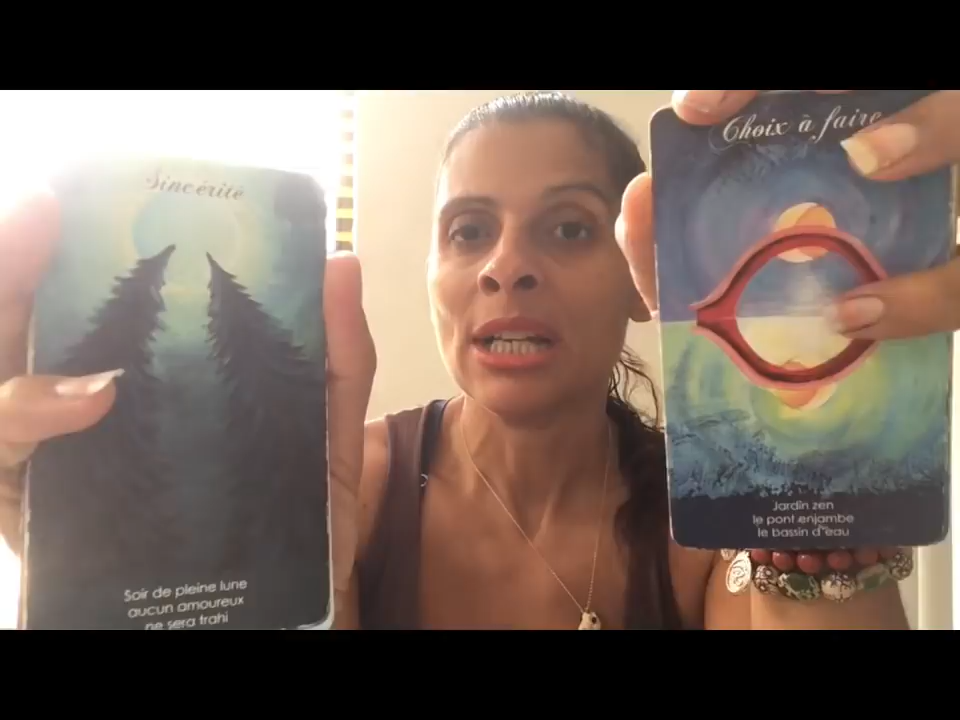 Sincérité
Soir de pleine lune
aucun amoureux
ne sera trahi
Choix à faire
Jardin zen
le pont enjambe
le bassin d'eau